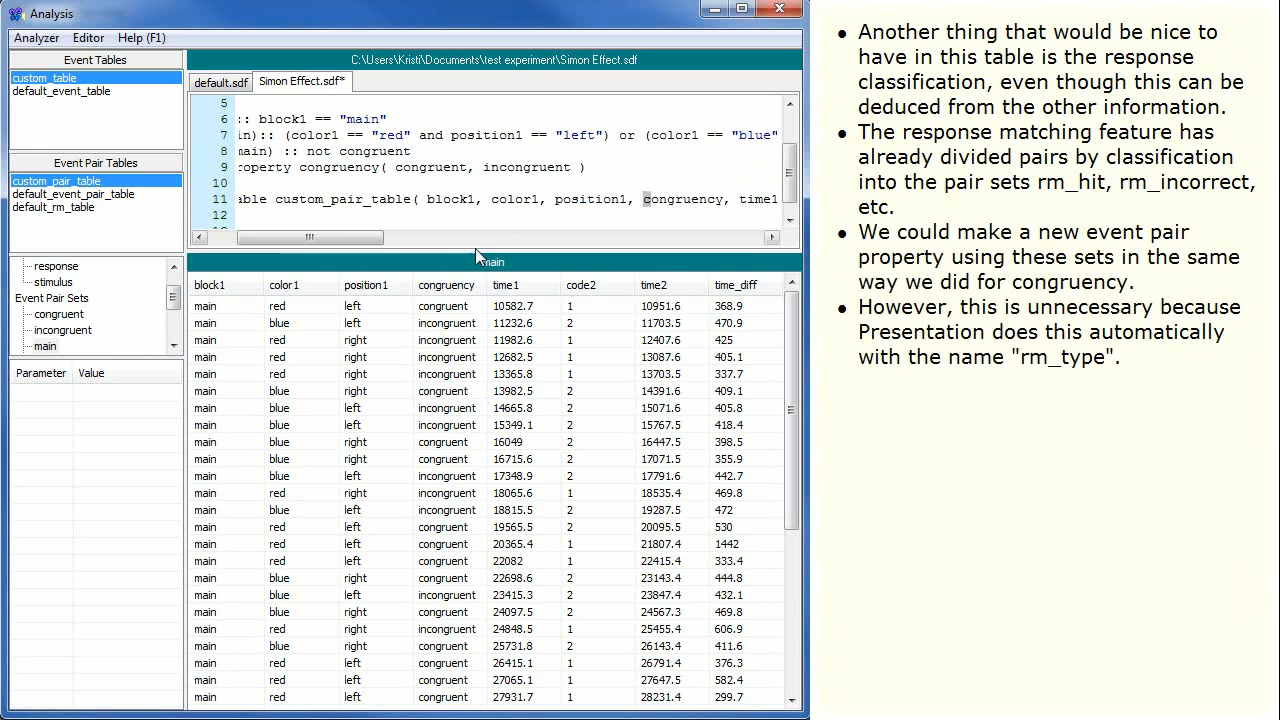 Analysis
Analyzer Editor Help (F1)
Event Tables
custom_table
default_event_table
Event Pair Tables
custom_pair_table
default_event_pair_table
default_rm_table
response
stimulus
Event Pair Sets
congruent
incongruent
main
Parameter Value
C:\Users\Kristi\Documents\test experiment\Simon Effect.sdf
default.sdf Simon Effect.sdf*
5
6 :: block1 == "main"
7 in):: (color1 == "red" and position1 == "left") or (color1 == "blue"
8 main) :: not congruent
9 roperty congruency( congruent, incongruent )
10
11 able custom_pair_table( block1, color1, position1, congruency, time1
12
main
block1 color1 position1 congruency time1 code2 time2 time_diff
main red left congruent 10582.7 1 10951.6 368.9
main blue left incongruent 11232.6 2 11703.5 470.9
main red right incongruent 11982.6 1 12407.6 425
main red right incongruent 12682.5 1 13087.6 405.1
main red right incongruent 13365.8 1 13703.5 337.7
main blue right congruent 13982.5 2 14391.6 409.1
main blue left incongruent 14665.8 2 15071.6 405.8
main blue left incongruent 15349.1 2 15767.5 418.4
main blue right congruent 16049 2 16447.5 398.5
main blue right congruent 16715.6 2 17071.5 355.9
main blue left incongruent 17348.9 2 17791.6 442.7
main red right incongruent 18065.6 1 18535.4 469.8
main blue left incongruent 18815.5 2 19287.5 472
main red left congruent 19565.5 1 20095.5 530
main red left congruent 20365.4 1 21807.4 1442
main red left congruent 22082 1 22415.4 333.4
main blue right congruent 22698.6 2 23143.4 444.8
main blue left incongruent 23415.3 2 23847.4 432.1
main blue right congruent 24097.5 2 24567.3 469.8
main red right incongruent 24848.5 1 25455.4 606.9
main blue right congruent 25731.8 2 26143.4 411.6
main red left congruent 26415.1 1 26791.4 376.3
main red left congruent 27065.1 1 27647.5 582.4
main red left congruent 27931.7 1 28231.4 299.7
• Another thing that would be nice to
have in this table is the response
classification, even though this can be
deduced from the other information.
• The response matching feature has
already divided pairs by classification
into the pair sets rm_hit, rm_incorrect,
etc.
• We could make a new event pair
property using these sets in the same
way we did for congruency.
• However, this is unnecessary because
Presentation does this automatically
with the name "rm_type".